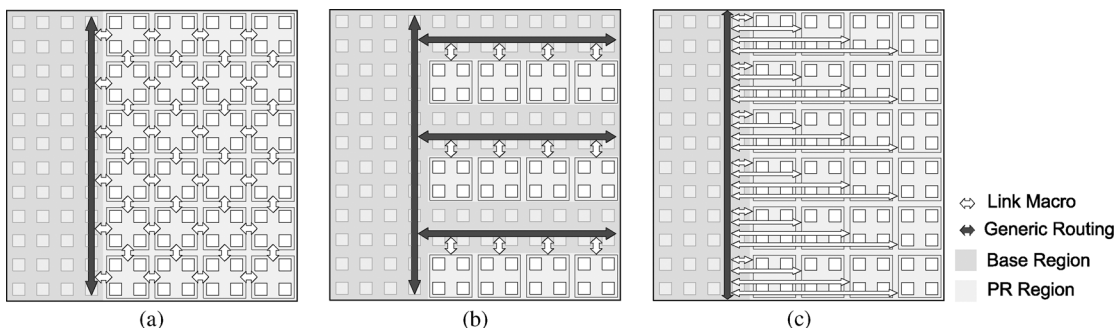 Link Macro
Generic Routing
Base Region
PR Region
(a)
(b)
(c)